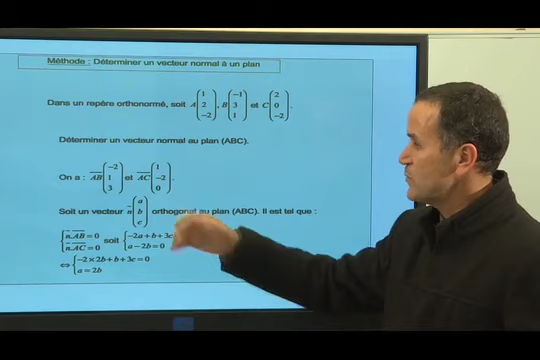 Méthode : Déterminer un vecteur normal à un plan
Dans un repère orthonormé, soit A(1 2 −2), B(−1 3 1) et C(2 0 −2).
Déterminer un vecteur normal au plan (ABC).
On a : AB(−2 1 3) et AC(1 −2 0).
Soit un vecteur n(a b c) orthogonal au plan (ABC). Il est tel que :
{n.AB=0 n.AC=0 soit {−2a+b+3c a−2b=0
⇔ {−2×2b+b+3c=0 a=2b